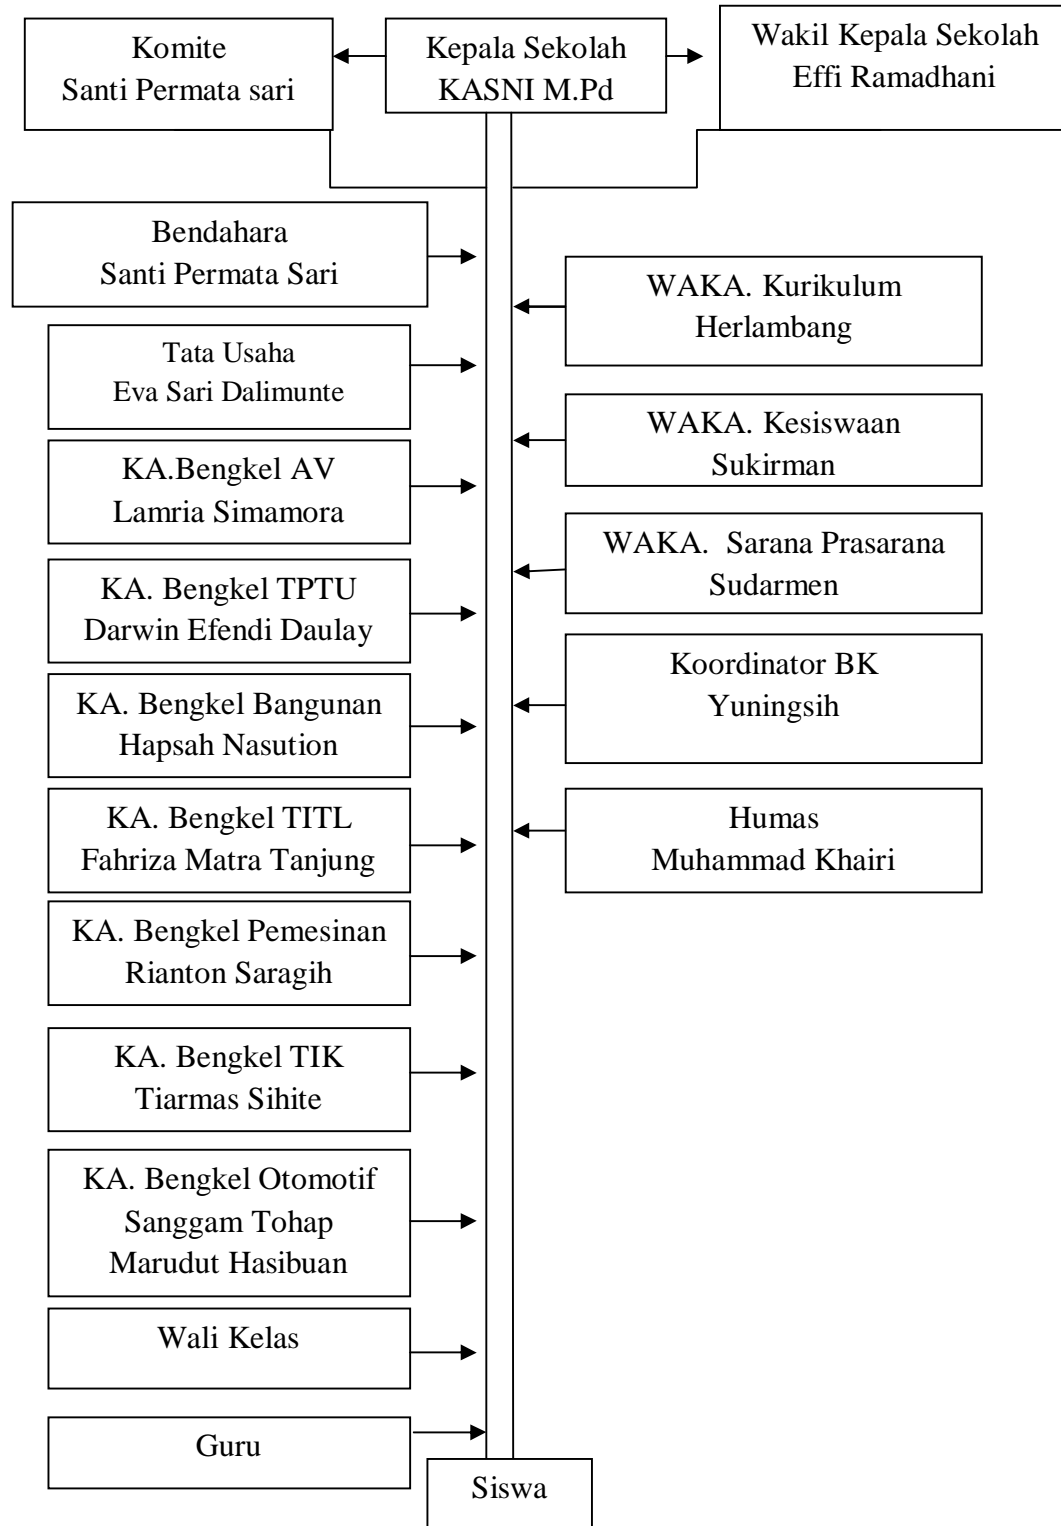 Komite
Santi Permata sari
Kepala Sekolah
KASNI M.Pd
Wakil Kepala Sekolah
Effi Ramadhani
Bendahara
Santi Permata Sari
WAKA. Kurikulum
Herlambang
Tata Usaha
Eva Sari Dalimunte
WAKA. Kesiswaan
Sukirman
KA.Bengkel AV
Lamria Simamora
WAKA.  Sarana Prasarana
Sudarmen
KA. Bengkel TPTU
Darwin Efendi Daulay
Koordinator BK
Yuningsih
KA. Bengkel Bangunan
Hapsah Nasution
KA. Bengkel TITL
Fahriza Matra Tanjung
Humas
Muhammad Khairi
KA. Bengkel Pemesinan
Rianton Saragih
KA. Bengkel TIK
Tiarmas Sihite
KA. Bengkel Otomotif
Sanggam Tohap
Marudut Hasibuan
Wali Kelas
Guru
Siswa